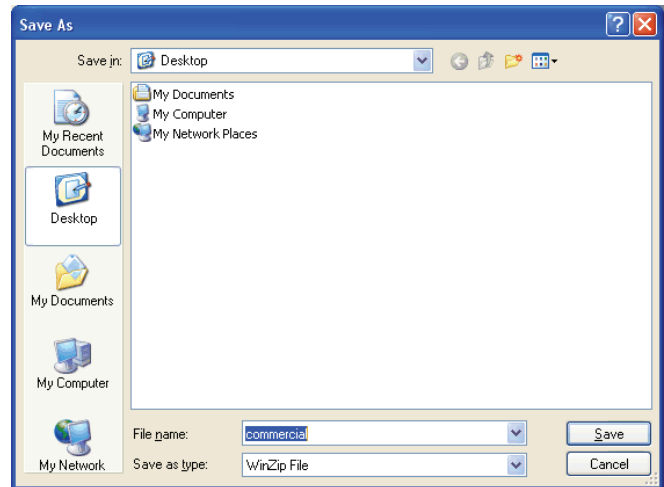 Save As
Save in:
Desktop
My Documents
My Computer
My Network Places
My Recent
Documents
Desktop
My Documents
My Computer
My Network
File name:
commercial
Save
Save as type:
WinZip File
Cancel